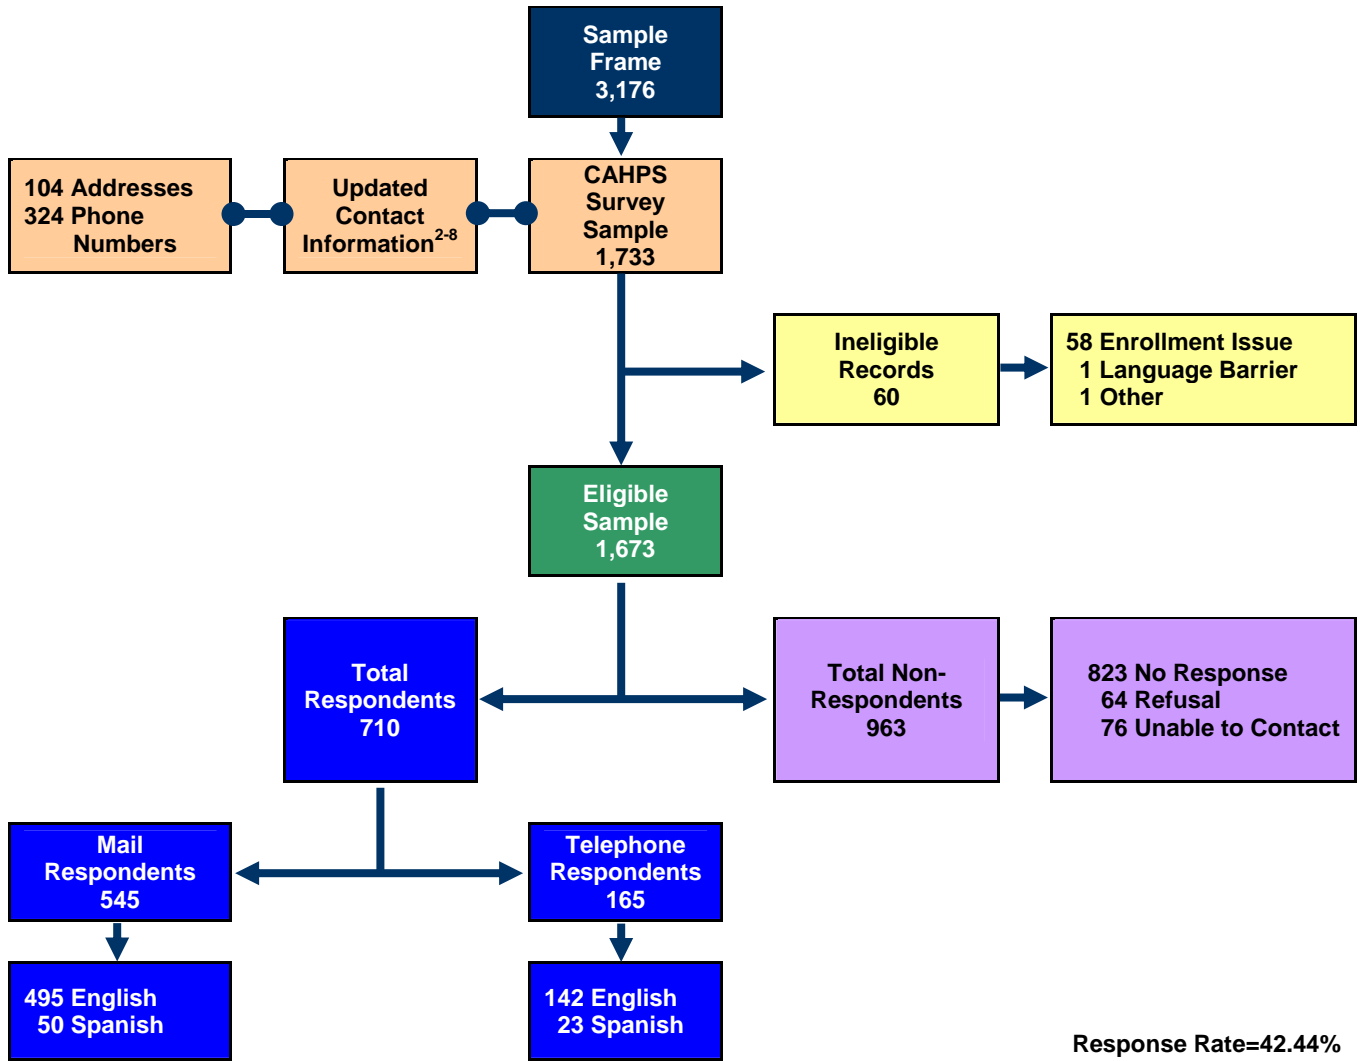 Sample
Frame
3,176
104 Addresses
324 Phone
Numbers
Updated
Contact
Information2-8
CAHPS
Survey
Sample
1,733
Ineligible
Records
60
58 Enrollment Issue
1 Language Barrier
1 Other
Eligible
Sample
1,673
Total
Respondents
710
Total Non-
Respondents
963
823 No Response
64 Refusal
76 Unable to Contact
Mail
Respondents
545
Telephone
Respondents
165
495 English
50 Spanish
142 English
23 Spanish
Response Rate=42.44%